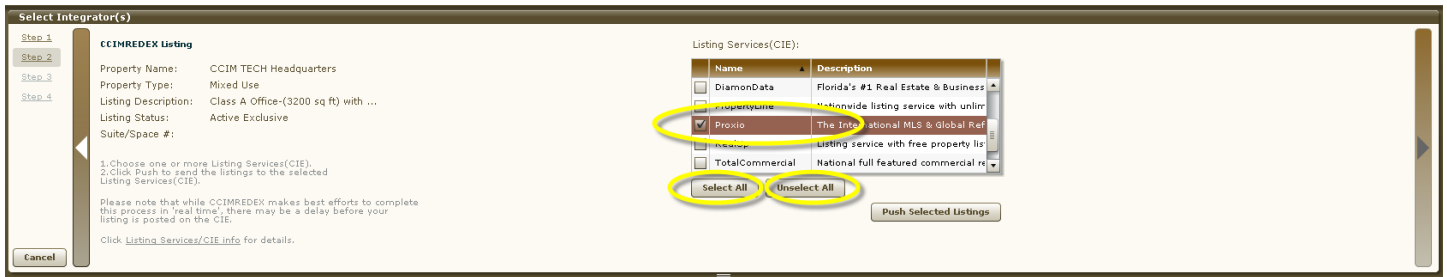 Select Integrator(s)
Step 1
Step 2
Step 3
Step 4
CCIMREDEX Listing
Property Name: CCIM TECH Headquarters
Property Type: Mixed Use
Listing Description: Class A Office-(3200 sq ft) with ...
Listing Status: Active Exclusive
Suite/Space #:
1.Choose one or more Listing Services(CIE).
2.Click Push to send the listings to the selected
Listing Services(CIE).
Please note that while CCIMREDEX makes best efforts to complete
this process in 'real time', there may be a delay before your
listing is posted on the CIE.
Click Listing Services/CIE info for details.
Cancel
Listing Services(CIE):
Name Description
DiamonData Florida's #1 Real Estate & Business
PropertyLine Nationwide listing service with unlim
Proxio The International MLS & Global Ref
Listing service with free property lis
TotalCommercial National full featured commercial re
Select All Unselect All
Push Selected Listings